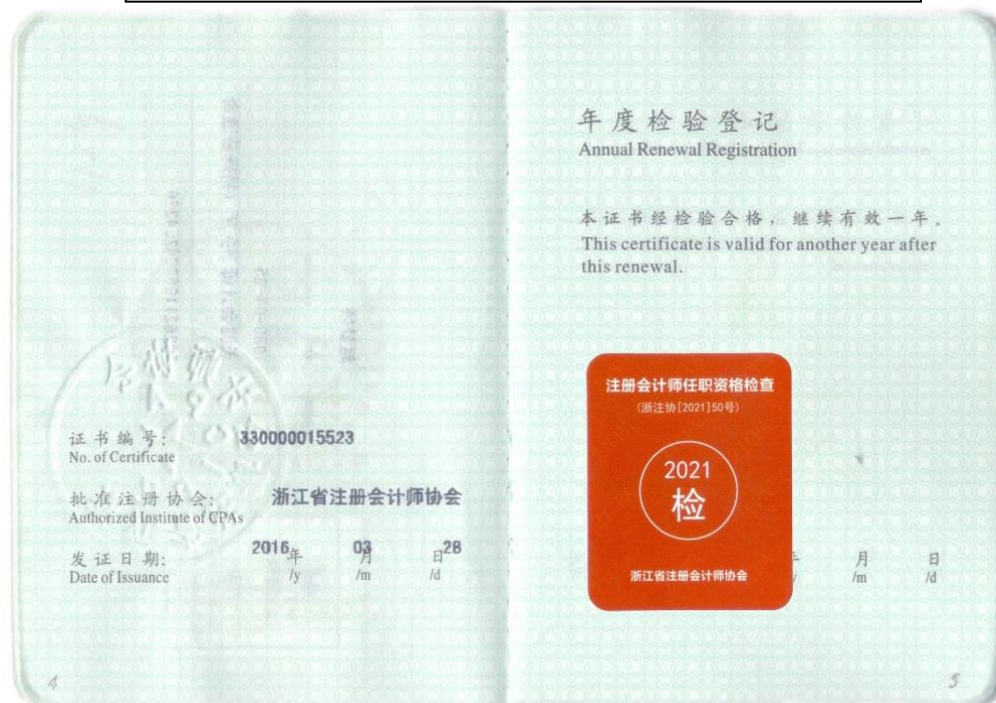 证书编号: 330000015523
No. of Certificate
批准注册协会: 浙江省注册会计师协会
Authorized Institute of CPAs
发证日期: 2016年 03月 28日
Date of Issuance /y /m /d
4
年度检验登记
Annual Renewal Registration
本证书经检验合格，继续有效一年。
This certificate is valid for another year after
this renewal.
注册会计师任职资格检查
(浙注协[2021]50号)
2021
检
浙江省注册会计师协会
月 日
/m /d
5